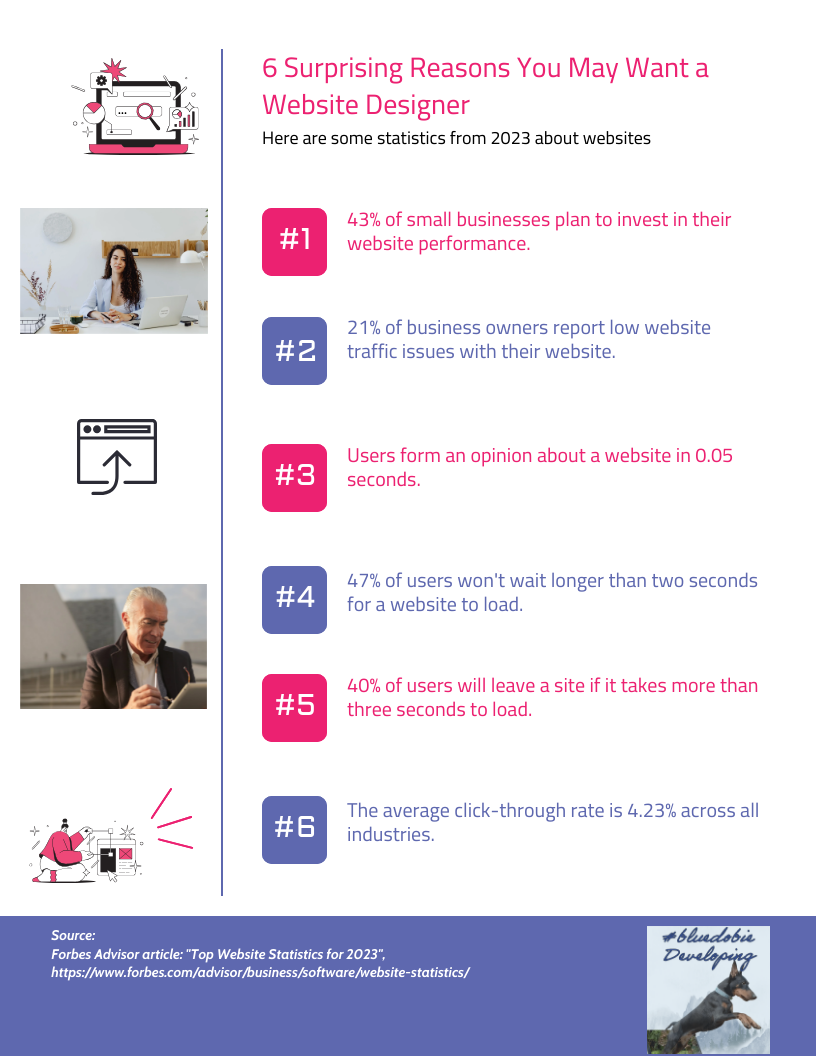 6 Surprising Reasons You May Want a
Website Designer
Here are some statistics from 2023 about websites
#1
43% of small businesses plan to invest in their
website performance.
#2
21% of business owners report low website
traffic issues with their website.
#3
Users form an opinion about a website in 0.05
seconds.
#4
47% of users won't wait longer than two seconds
for a website to load.
#5
40% of users will leave a site if it takes more than
three seconds to load.
#6
The average click-through rate is 4.23% across all
industries.
Source:
Forbes Advisor article: "Top Website Statistics for 2023",
https://www.forbes.com/advisor/business/software/website-statistics/
#bluedobie
Developing